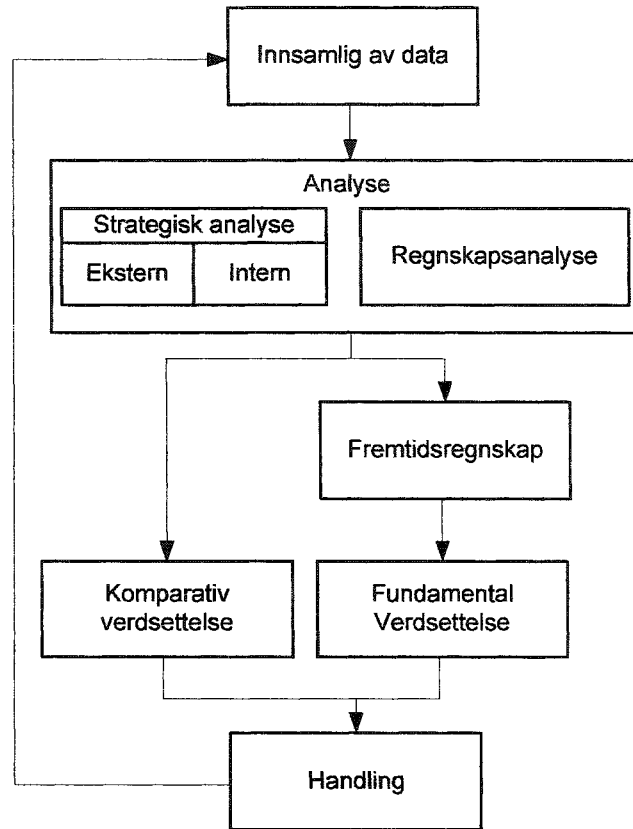 Innsamlig av data
Analyse
Strategisk analyse
Ekstern
Intern
Regnskapsanalyse
Fremtidsregnskap
Komparativ
verdsettelse
Fundamental
Verdsettelse
Handling